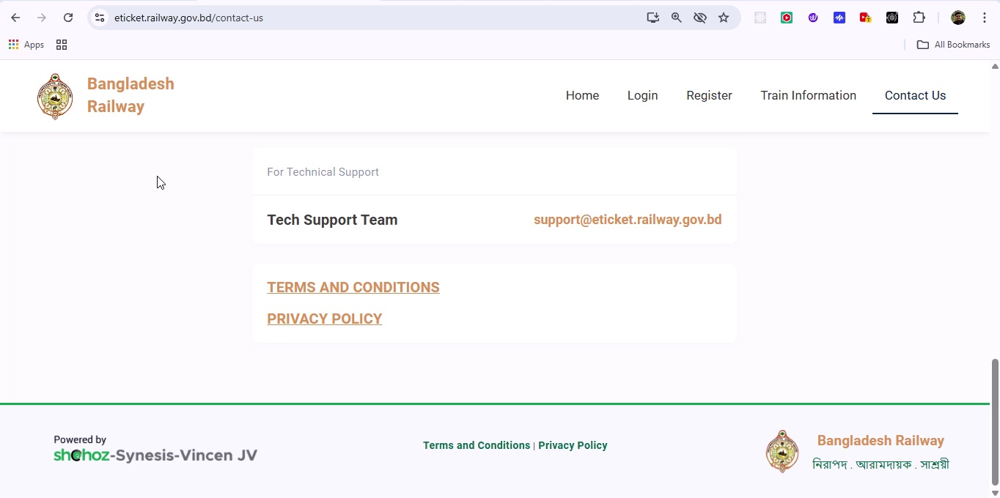 eticket.railway.gov.bd/contact-us
Apps
All Bookmarks
Bangladesh
Railway
Home
Login
Register
Train Information
Contact Us
For Technical Support
Tech Support Team
support@eticket.railway.gov.bd
TERMS AND CONDITIONS
PRIVACY POLICY
Powered by
shohoz-Synesis-Vincen JV
Terms and Conditions | Privacy Policy
Bangladesh Railway
নিরাপদ . আরামদায়ক . সাশ্রয়ী